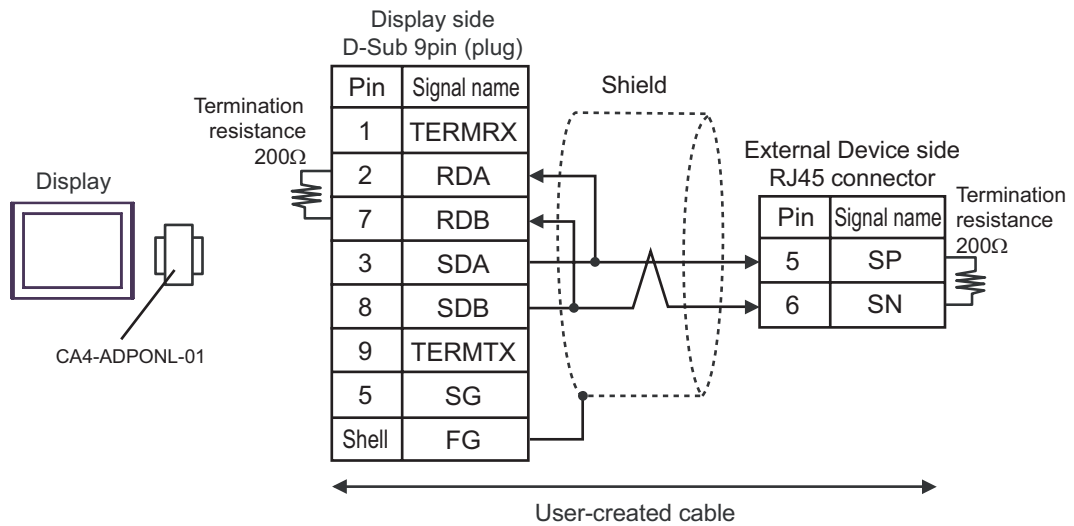 Display side
D-Sub 9pin (plug)
Pin Signal name
1 TERMRX
2 RDA
7 RDB
3 SDA
8 SDB
9 TERMTX
5 SG
Shell FG
Termination
resistance
200Ω
Display
CA4-ADPONL-01
Shield
External Device side
RJ45 connector
Pin Signal name
5 SP
6 SN
Termination
resistance
200Ω
User-created cable